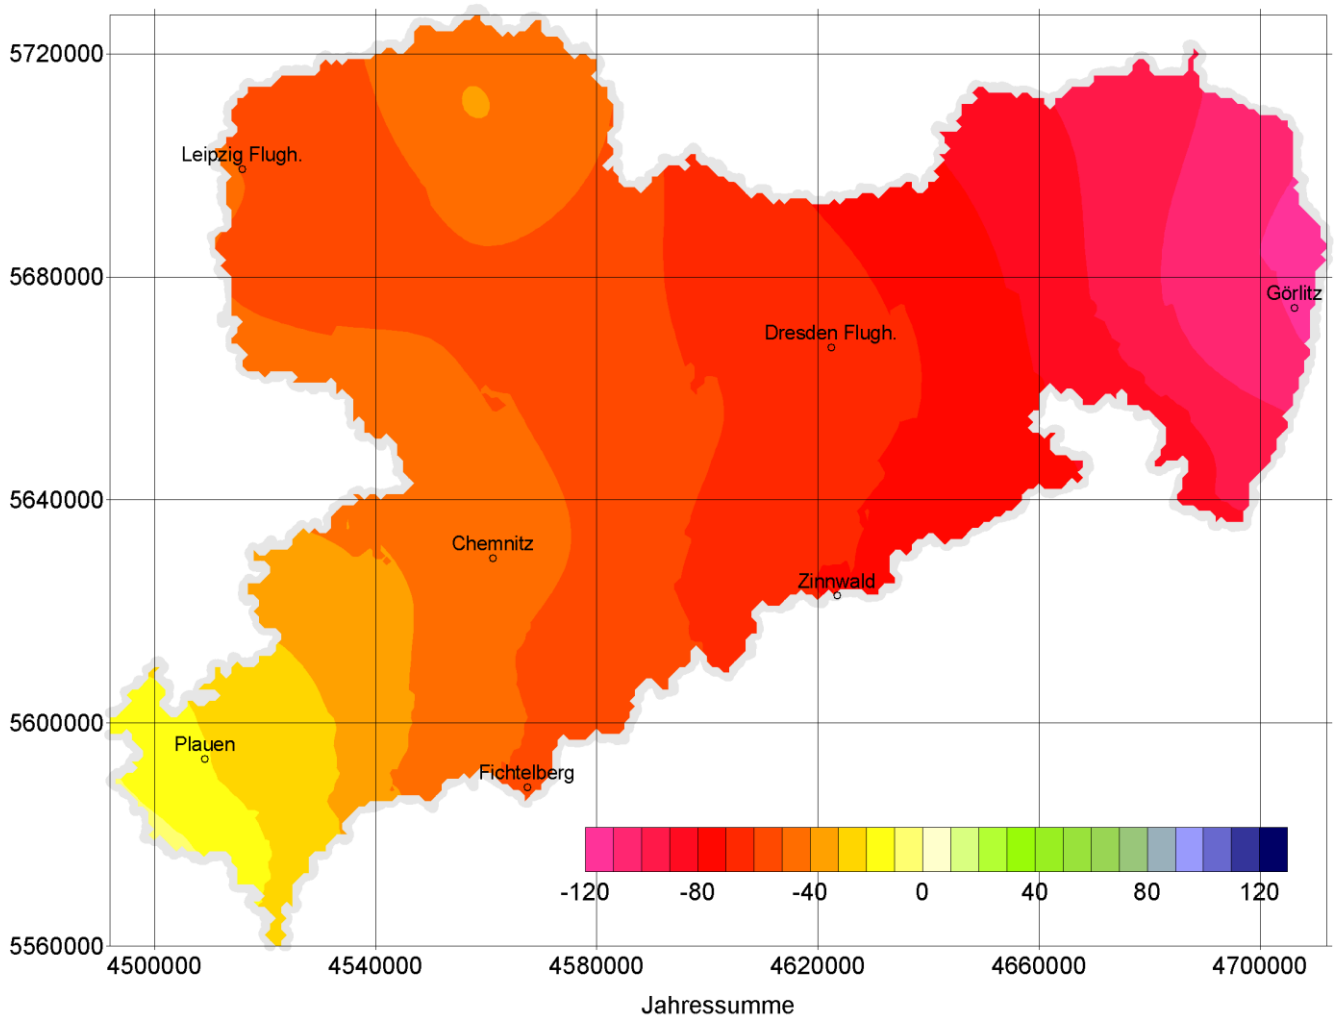 5720000
Leipzig Flugh.
5680000
Görlitz
Dresden Flugh.
5640000
Chemnitz
Zinnwald
5600000
Plauen
Fichtelberg
-120 -80 -40 0 40 80 120
5560000
4500000 4540000 4580000 4620000 4660000 4700000
Jahressumme